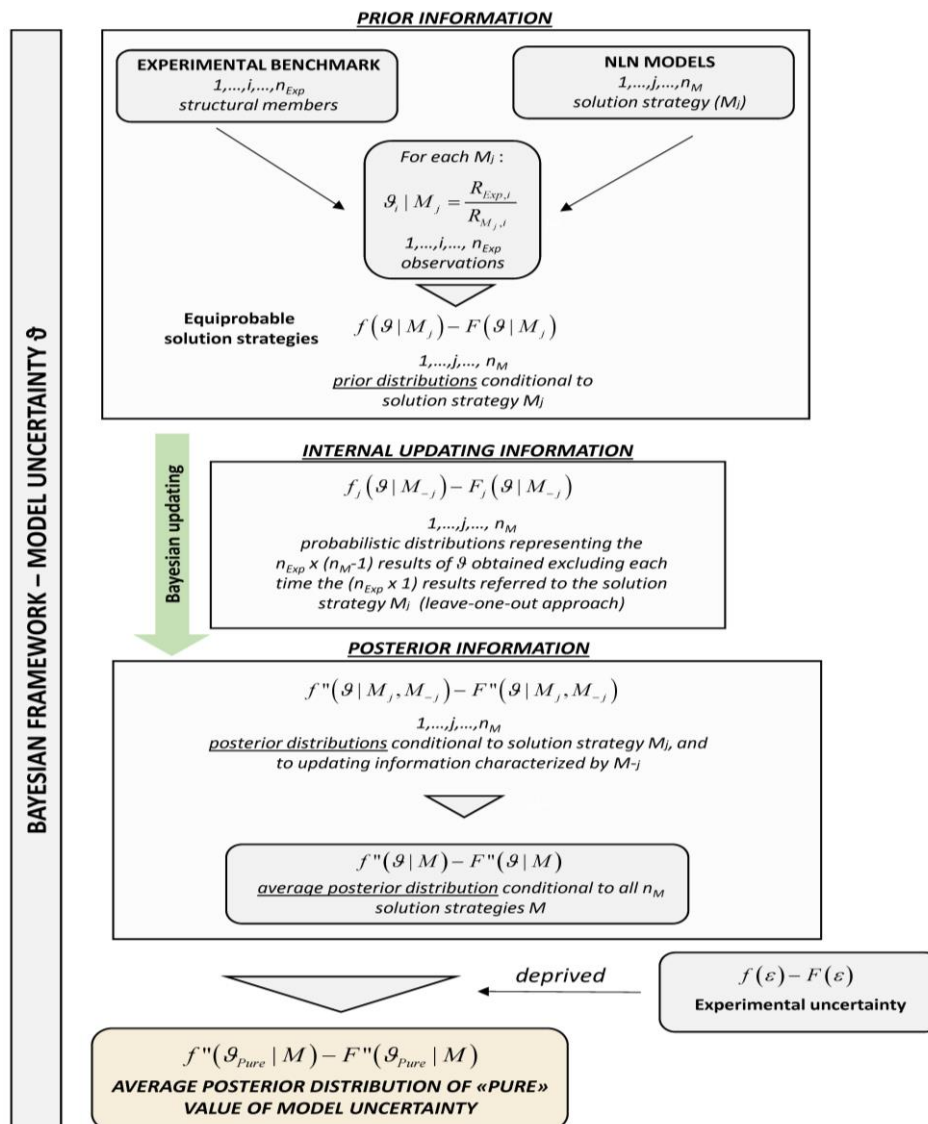 PRIOR INFORMATION
EXPERIMENTAL BENCHMARK
1,...,i,...,n_Exp
structural members
NLN MODELS
1,...,j,...,n_M
solution strategy (M_j)
For each M_j :
ϑ_i | M_j = R_Exp,i / R_M_j,i
1,...,i,..., n_Exp
observations
Equiprobable
solution strategies
f(ϑ | M_j) − F(ϑ | M_j)
1,...,j,..., n_M
prior distributions conditional to
solution strategy M_j
BAYESIAN FRAMEWORK – MODEL UNCERTAINTY ϑ
Bayesian updating
INTERNAL UPDATING INFORMATION
f_j(ϑ | M_−j) − F_j(ϑ | M_−j)
1,...,j,..., n_M
probabilistic distributions representing the
n_Exp x (n_M-1) results of ϑ obtained excluding each
time the (n_Exp x 1) results referred to the solution
strategy M_j (leave-one-out approach)
POSTERIOR INFORMATION
f"(ϑ | M_j, M_−j) − F"(ϑ | M_j, M_−j)
1,...,j,...,n_M
posterior distributions conditional to solution strategy M_j, and
to updating information characterized by M-j
f"(ϑ | M) − F"(ϑ | M)
average posterior distribution conditional to all n_M
solution strategies M
deprived
f(ε) − F(ε)
Experimental uncertainty
f"(ϑ_Pure | M) − F"(ϑ_Pure | M)
AVERAGE POSTERIOR DISTRIBUTION OF «PURE»
VALUE OF MODEL UNCERTAINTY